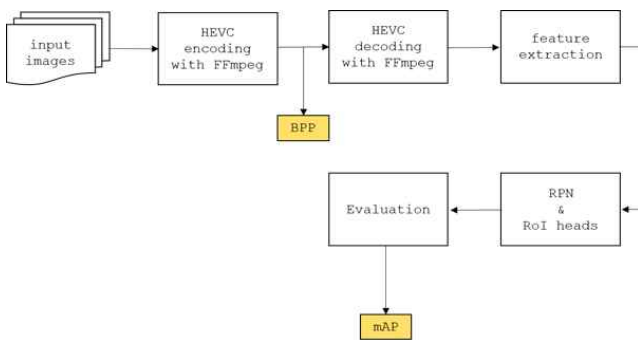 input
images
HEVC
encoding
with FFmpeg
HEVC
decoding
with FFmpeg
feature
extraction
BPP
Evaluation
RPN
&
RoI heads
mAP